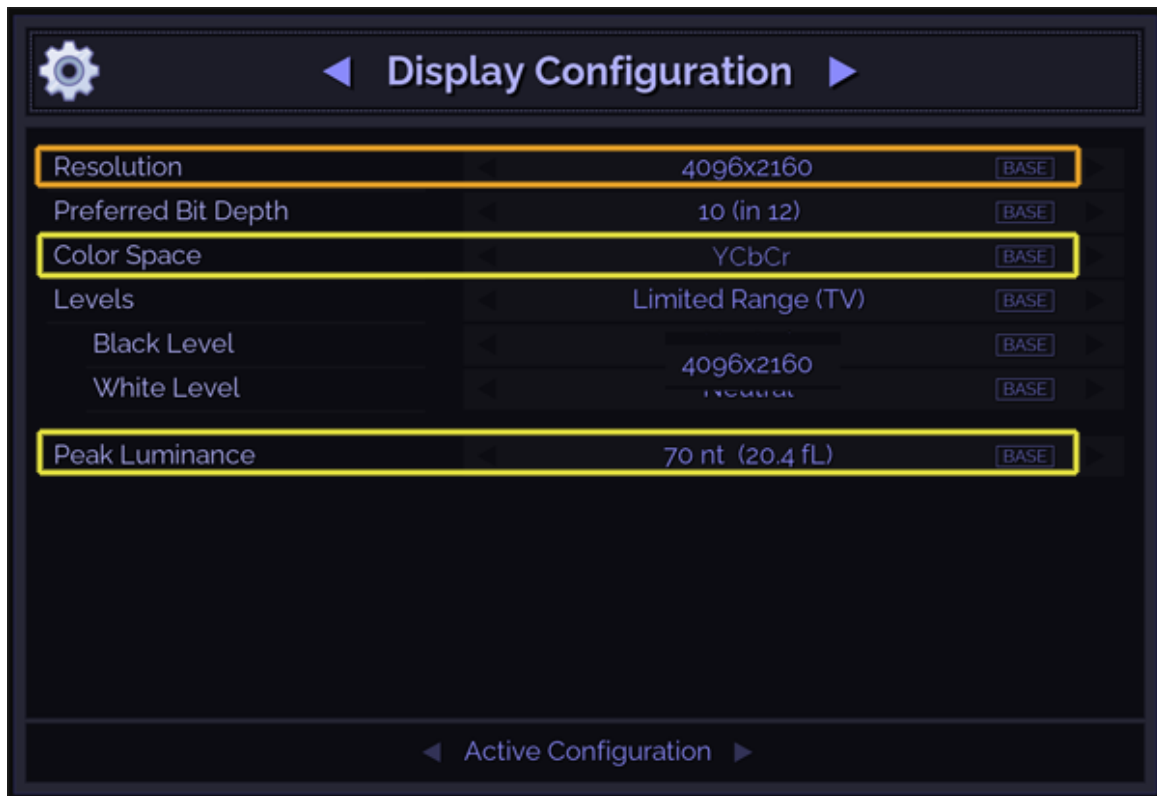 Display Configuration
Resolution 4096x2160 BASE
Preferred Bit Depth 10 (in 12) BASE
Color Space YCbCr BASE
Levels Limited Range (TV) BASE
Black Level BASE
4096x2160
White Level Neutral BASE
Peak Luminance 70 nt (20.4 fL) BASE
Active Configuration